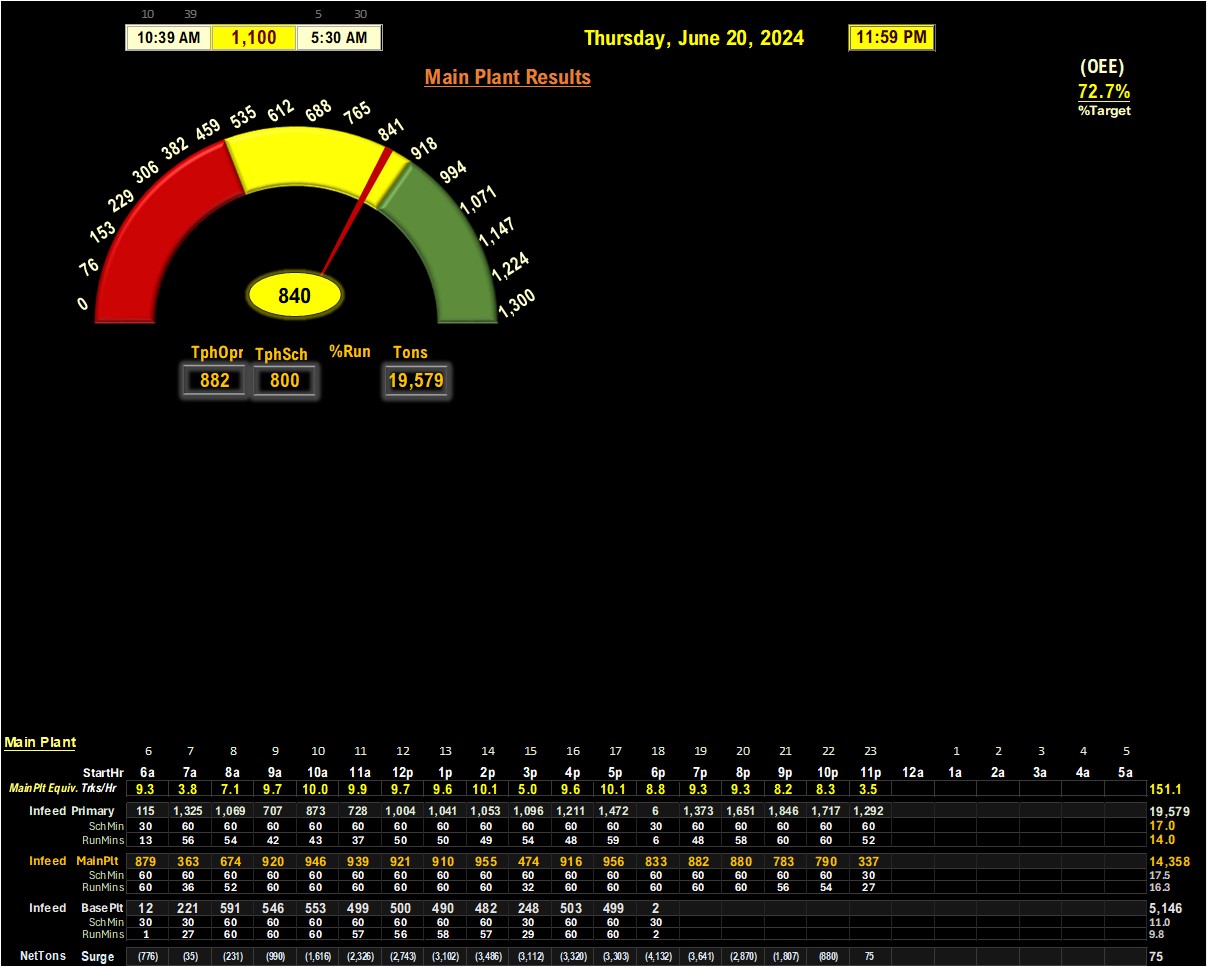 10 39 5 30
10:39 AM 1,100 5:30 AM Thursday, June 20, 2024 11:59 PM
(OEE)
Main Plant Results
72.7%
%Target
0 76 153 229 306 382 459 535 612 688 765 841 918 994 1,071 1,147 1,224 1,300
840
TphOpr TphSch %Run Tons
882 800 19,579
Main Plant
6 7 8 9 10 11 12 13 14 15 16 17 18 19 20 21 22 23 1 2 3 4 5
StartHr 6a 7a 8a 9a 10a 11a 12p 1p 2p 3p 4p 5p 6p 7p 8p 9p 10p 11p 12a 1a 2a 3a 4a 5a
MainPlt Equiv. Trks/Hr 9.3 3.8 7.1 9.7 10.0 9.9 9.7 9.6 10.1 5.0 9.6 10.1 8.8 9.3 9.3 8.2 8.3 3.5 151.1
Infeed Primary 115 1,325 1,069 707 873 728 1,004 1,041 1,053 1,096 1,211 1,472 6 1,373 1,651 1,846 1,717 1,292 19,579
SchMin 30 60 60 60 60 60 60 60 60 60 60 60 30 60 60 60 60 60 17.0
RunMins 13 56 54 42 43 37 50 50 49 54 48 59 6 48 58 60 60 52 14.0
Infeed MainPlt 879 363 674 920 946 939 921 910 955 474 916 956 833 882 880 783 790 337 14,358
SchMin 60 60 60 60 60 60 60 60 60 60 60 60 60 60 60 60 60 30 17.5
RunMins 60 36 52 60 60 60 60 60 60 32 60 60 60 60 60 56 54 27 16.3
Infeed BasePlt 12 221 591 546 553 499 500 490 482 248 503 499 2 5,146
SchMin 30 30 60 60 60 60 60 60 60 30 60 60 30 11.0
RunMins 1 27 60 60 60 57 56 58 57 29 60 60 2 9.8
NetTons Surge (776) (35) (231) (990) (1,616) (2,326) (2,743) (3,102) (3,486) (3,112) (3,320) (3,303) (4,132) (3,641) (2,870) (1,807) (880) 75 75